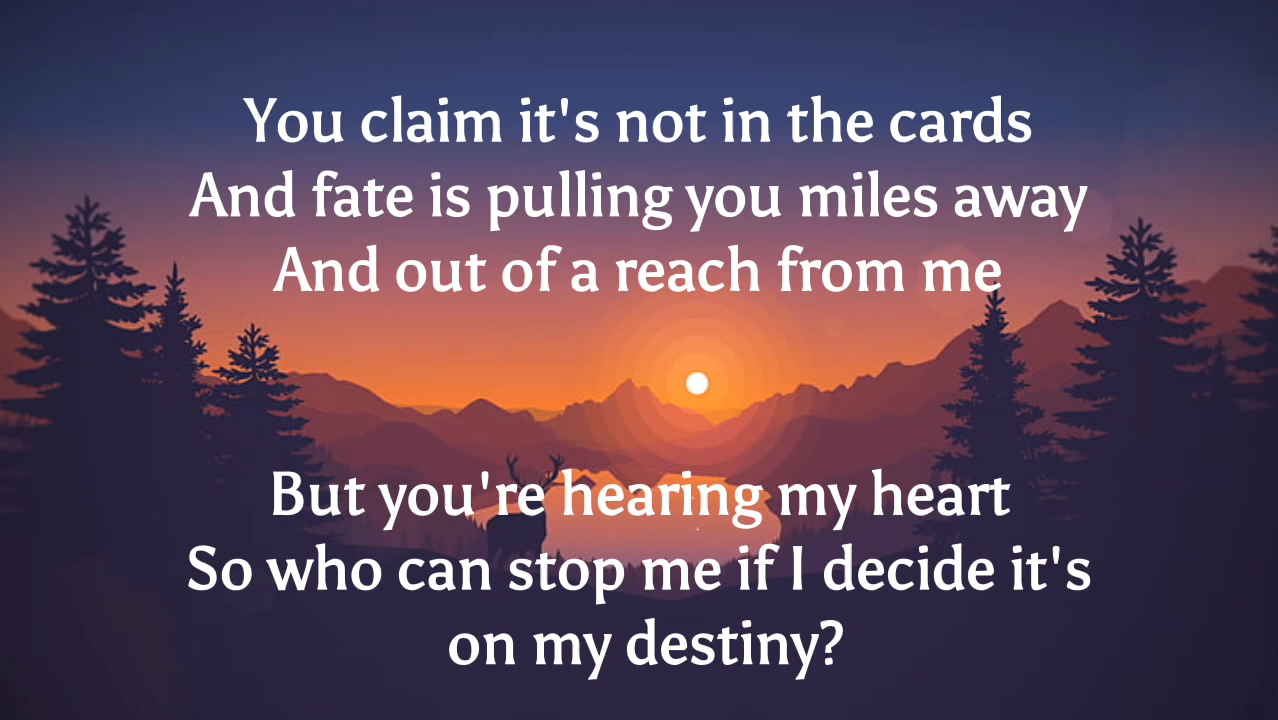 You claim it's not in the cards
And fate is pulling you miles away
And out of a reach from me
But you're hearing my heart
So who can stop me if I decide it's
on my destiny?